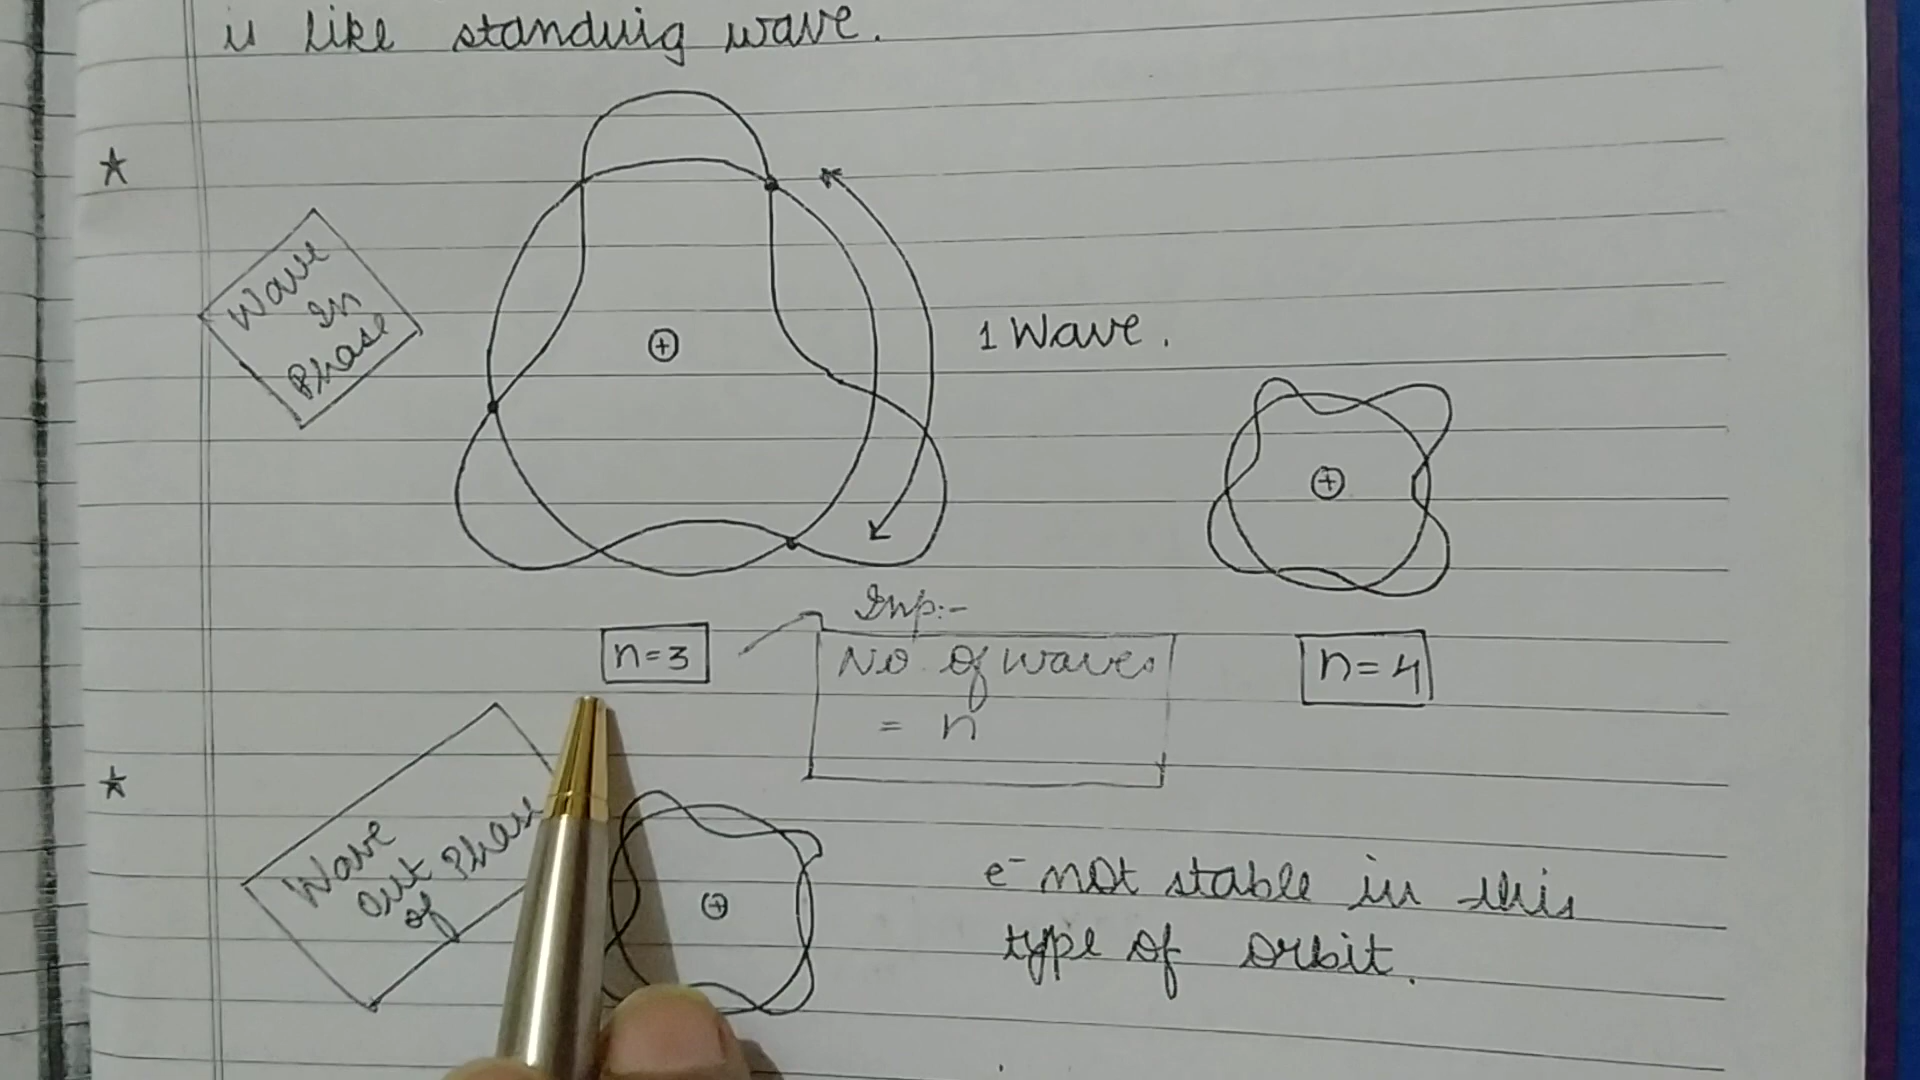 is like standing wave.
★
Wave
In
Phase
+
1 Wave.
+
Imp:-
n=3
No of waves
= n
n=4
★
Wave
Out of Phase
+
e⁻ not stable in this
type of orbit.